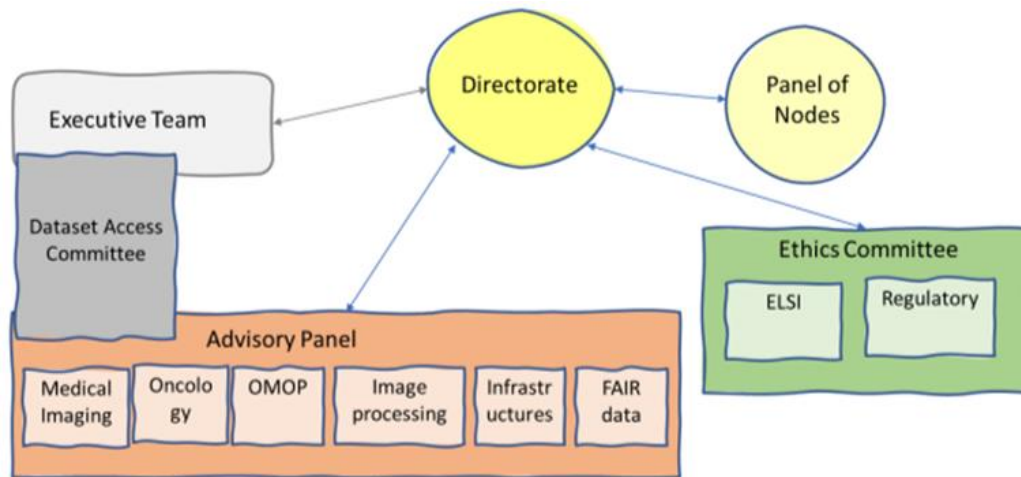 Directorate
Panel of
Nodes
Executive Team
Dataset Access
Committee
Ethics Committee
ELSI
Regulatory
Advisory Panel
Medical
Imaging
Oncolo
gy
OMOP
Image
processing
Infrastr
uctures
FAIR
data